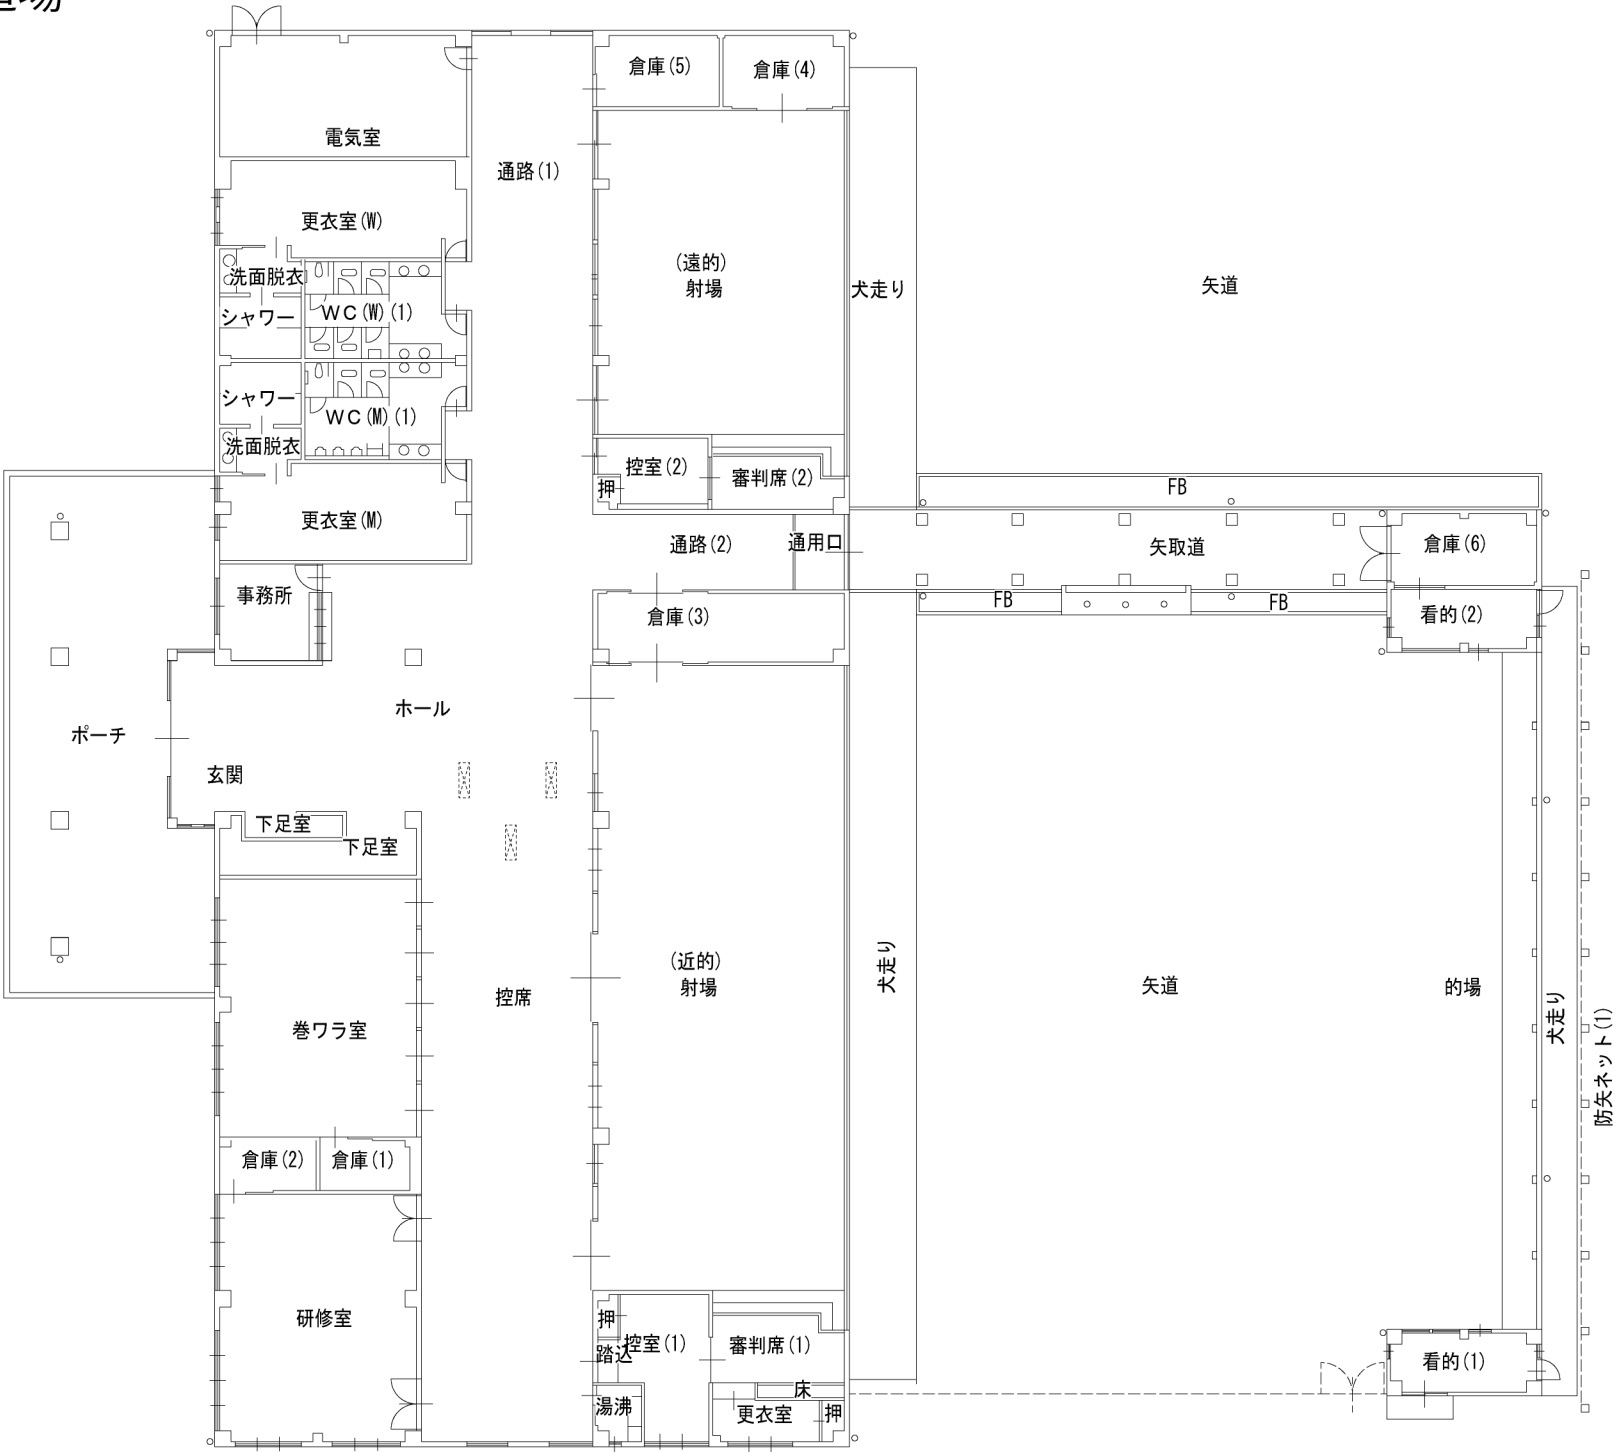 道場
倉庫(5)
倉庫(4)
電気室
通路(1)
更衣室(W)
(遠的)
射場
洗面脱衣
犬走り
矢道
シャワー
WC(W)(1)
シャワー
WC(M)(1)
洗面脱衣
控室(2)
審判席(2)
押
FB
更衣室(M)
通路(2)
通用口
矢取道
倉庫(6)
事務所
FB
FB
倉庫(3)
看的(2)
ホール
ポーチ
玄関
下足室
下足室
(近的)
射場
犬走り
矢道
的場
控席
犬走り
防矢ネット(1)
巻ワラ室
倉庫(2)
倉庫(1)
研修室
押
控室(1)
審判席(1)
踏込
看的(1)
床
湯沸
更衣室
押